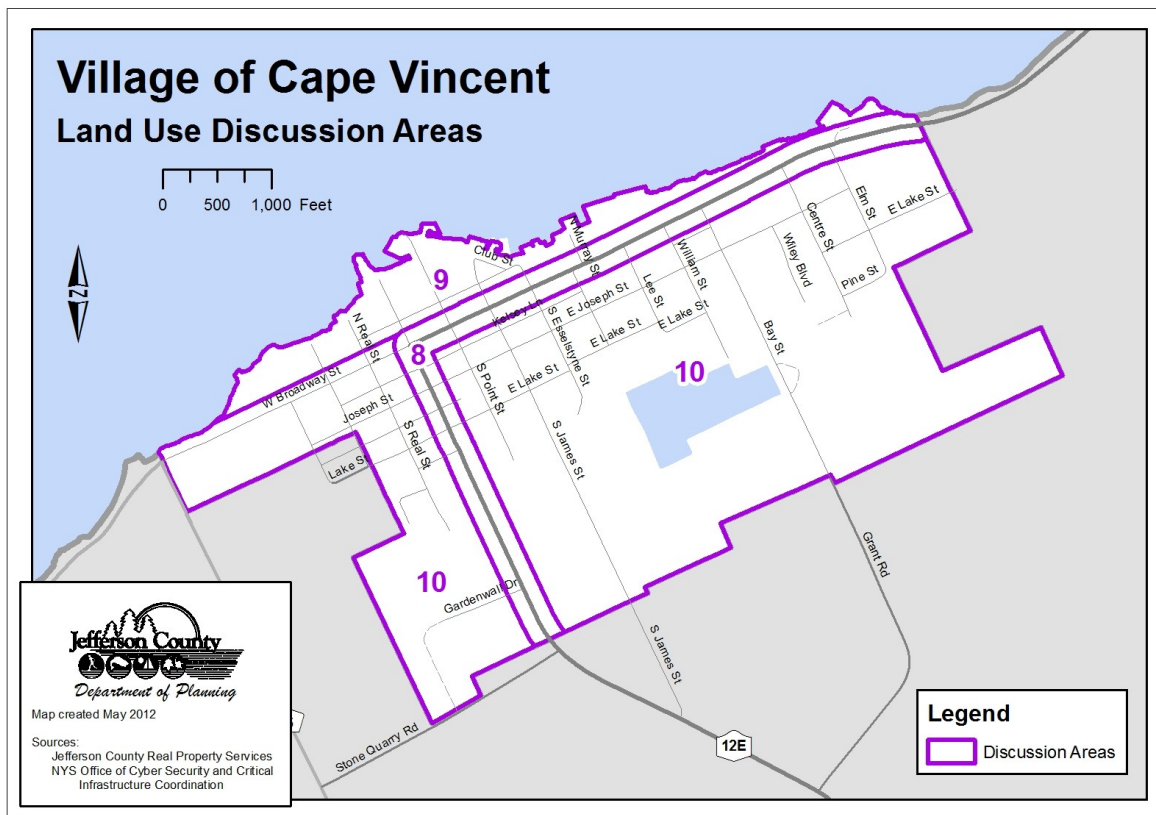 Village of Cape Vincent
Land Use Discussion Areas
0 500 1,000 Feet
N
Elm St
E Lake St
Centre St
Wiley Blvd
Pine St
N Murray St
Club St
William St
9
Lee St
E Joseph St
Kelsey Ln
S Esselstyne St
E Lake St
E Lake St
Bay St
N Real St
8
10
W Broadway St
S Point St
E Lake St
Joseph St
S Real St
S James St
Lake St
Grant Rd
10
Gardenwall Dr
S James St
Stone Quarry Rd
12E
Jefferson County
Department of Planning
Map created May 2012
Sources:
Jefferson County Real Property Services
NYS Office of Cyber Security and Critical
Infrastructure Coordination
Legend
Discussion Areas